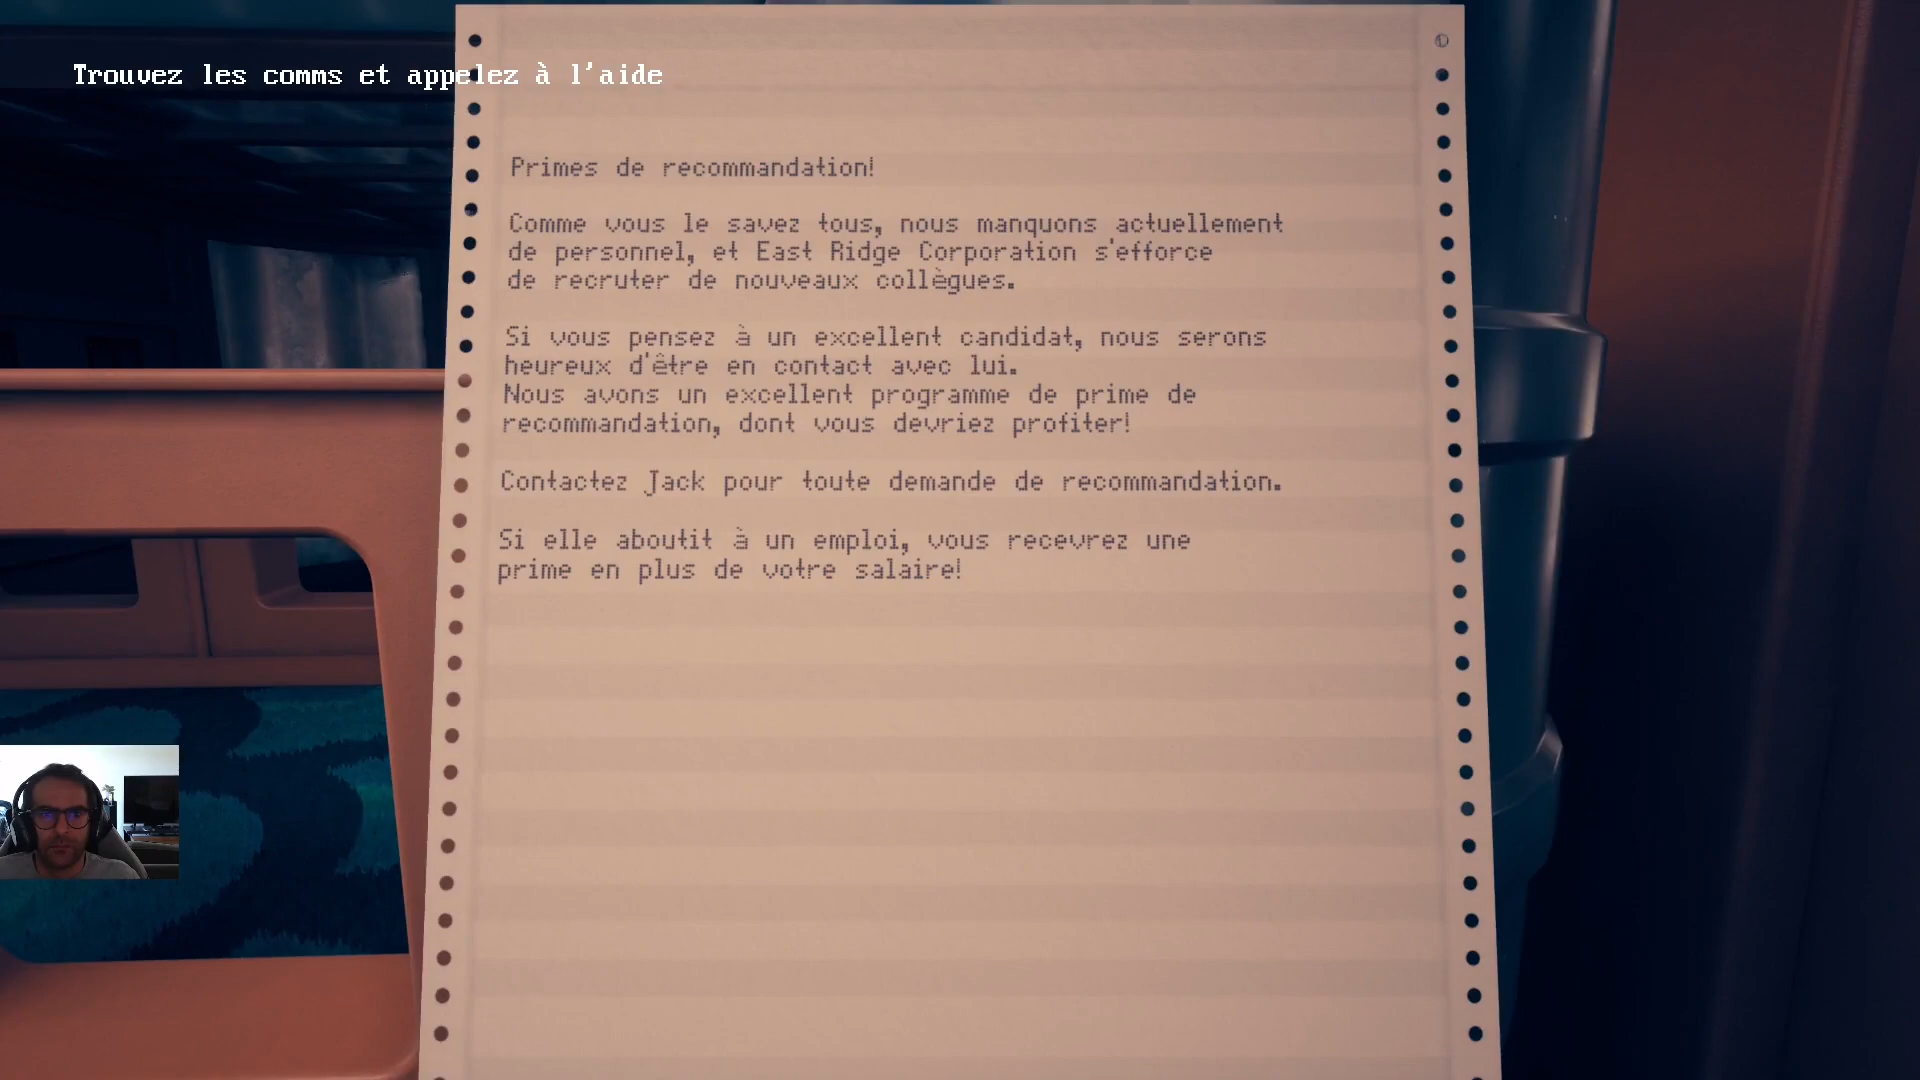 Trouvez les comms et appelez à l'aide
Primes de recommandation!
Comme vous le savez tous, nous manquons actuellement
de personnel, et East Ridge Corporation s'efforce
de recruter de nouveaux collègues.
Si vous pensez à un excellent candidat, nous serons
heureux d'être en contact avec lui.
Nous avons un excellent programme de prime de
recommandation, dont vous devriez profiter!
Contactez Jack pour toute demande de recommandation.
Si elle aboutit à un emploi, vous recevrez une
prime en plus de votre salaire!